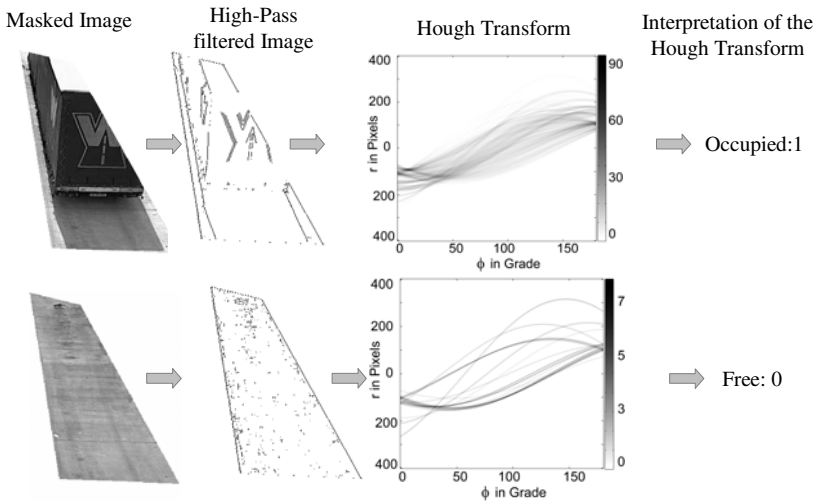 Masked Image
High-Pass
filtered Image
Hough Transform
Interpretation of the
Hough Transform
400
200
0
200
400
r in Pixels
0
50
100
150
ϕ in Grade
90
60
30
0
Occupied:1
400
200
0
200
400
r in Pixels
0
50
100
150
ϕ in Grade
7
5
3
0
Free: 0